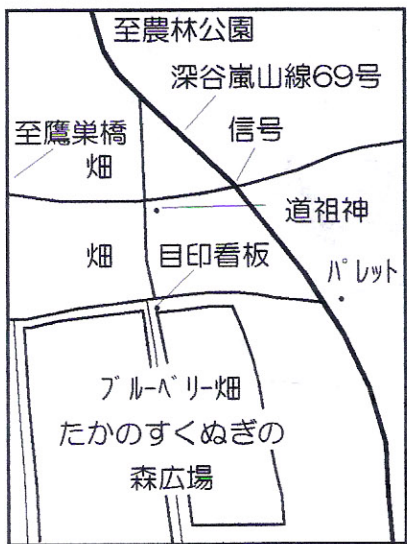 至農林公園
深谷嵐山線69号
至鷹巣橋
信号
畑
道祖神
畑
目印看板
パレット
ブルーベリー畑
たかのすくぬぎの
森広場